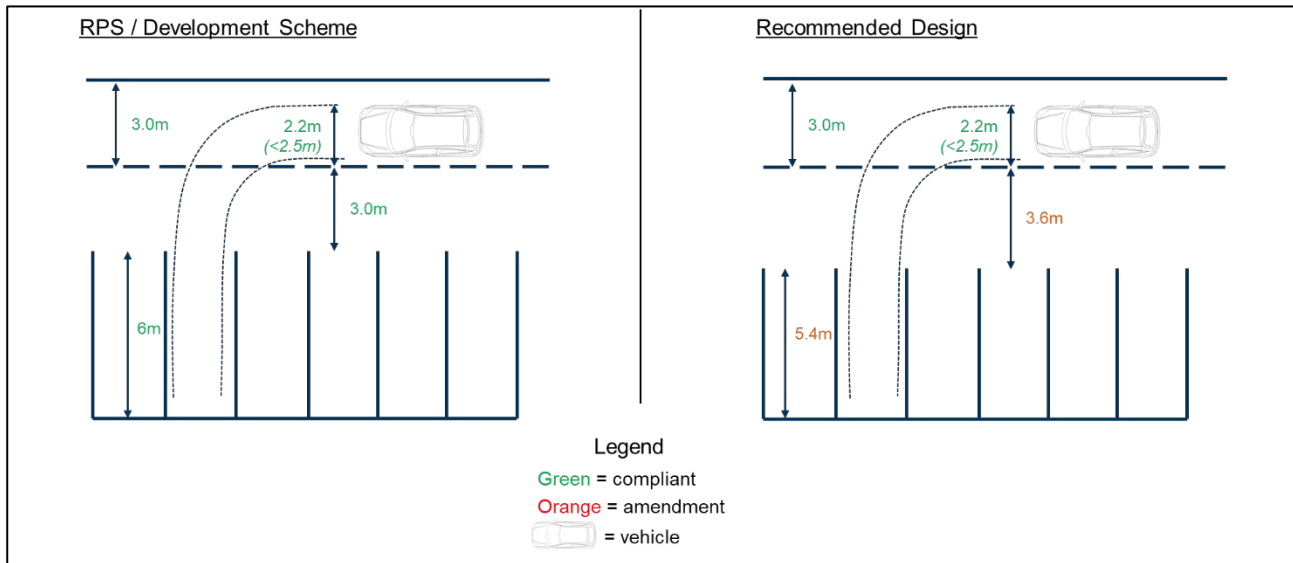 RPS / Development Scheme
3.0m
2.2m
(<2.5m)
3.0m
6m
Recommended Design
3.0m
2.2m
(<2.5m)
3.6m
5.4m
Legend
Green = compliant
Orange = amendment
= vehicle